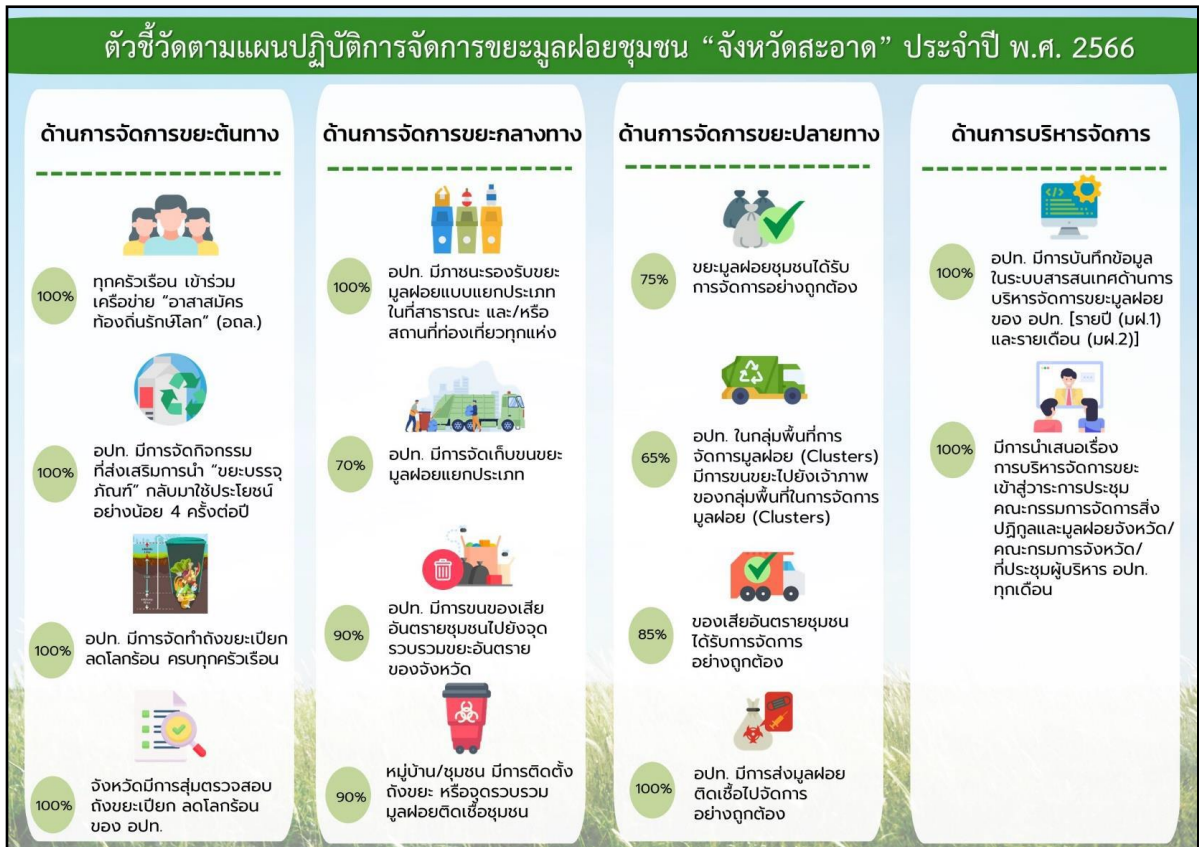 ตัวชี้วัดตามแผนปฏิบัติการจัดการขยะมูลฝอยชุมชน “จังหวัดสะอาด” ประจำปี พ.ศ. 2566
ด้านการจัดการขยะต้นทาง
100%
ทุกครัวเรือน เข้าร่วม
เครือข่าย “อาสาสมัคร
ท้องถิ่นรักษ์โลก” (อถล.)
100%
อปท. มีการจัดกิจกรรม
ที่ส่งเสริมการนำ “ขยะบรรจุ
ภัณฑ์” กลับมาใช้ประโยชน์
อย่างน้อย 4 ครั้งต่อปี
100%
อปท. มีการจัดทำถังขยะเปียก
ลดโลกร้อน ครบทุกครัวเรือน
100%
จังหวัดมีการสุ่มตรวจสอบ
ถังขยะเปียก ลดโลกร้อน
ของ อปท.
ด้านการจัดการขยะกลางทาง
100%
อปท. มีภาชนะรองรับขยะ
มูลฝอยแบบแยกประเภท
ในที่สาธารณะ และ/หรือ
สถานที่ท่องเที่ยวทุกแห่ง
70%
อปท. มีการจัดเก็บขนขยะ
มูลฝอยแยกประเภท
90%
อปท. มีการขนของเสีย
อันตรายชุมชนไปยังจุด
รวบรวมขยะอันตราย
ของจังหวัด
90%
หมู่บ้าน/ชุมชน มีการติดตั้ง
ถังขยะ หรือจุดรวบรวม
มูลฝอยติดเชื้อชุมชน
ด้านการจัดการขยะปลายทาง
75%
ขยะมูลฝอยชุมชนได้รับ
การจัดการอย่างถูกต้อง
65%
อปท. ในกลุ่มพื้นที่การ
จัดการมูลฝอย (Clusters)
มีการขนขยะไปยังเจ้าภาพ
ของกลุ่มพื้นที่ในการจัดการ
มูลฝอย (Clusters)
85%
ของเสียอันตรายชุมชน
ได้รับการจัดการ
อย่างถูกต้อง
100%
อปท. มีการส่งมูลฝอย
ติดเชื้อไปจัดการ
อย่างถูกต้อง
ด้านการบริหารจัดการ
100%
อปท. มีการบันทึกข้อมูล
ในระบบสารสนเทศด้านการ
บริหารจัดการขยะมูลฝอย
ของ อปท. [รายปี (มฝ.1)
และรายเดือน (มฝ.2)]
100%
มีการนำเสนอเรื่อง
การบริหารจัดการขยะ
เข้าสู่วาระการประชุม
คณะกรรมการจัดการสิ่ง
ปฏิกูลและมูลฝอยจังหวัด/
คณะกรมการจังหวัด/
ที่ประชุมผู้บริหาร อปท.
ทุกเดือน